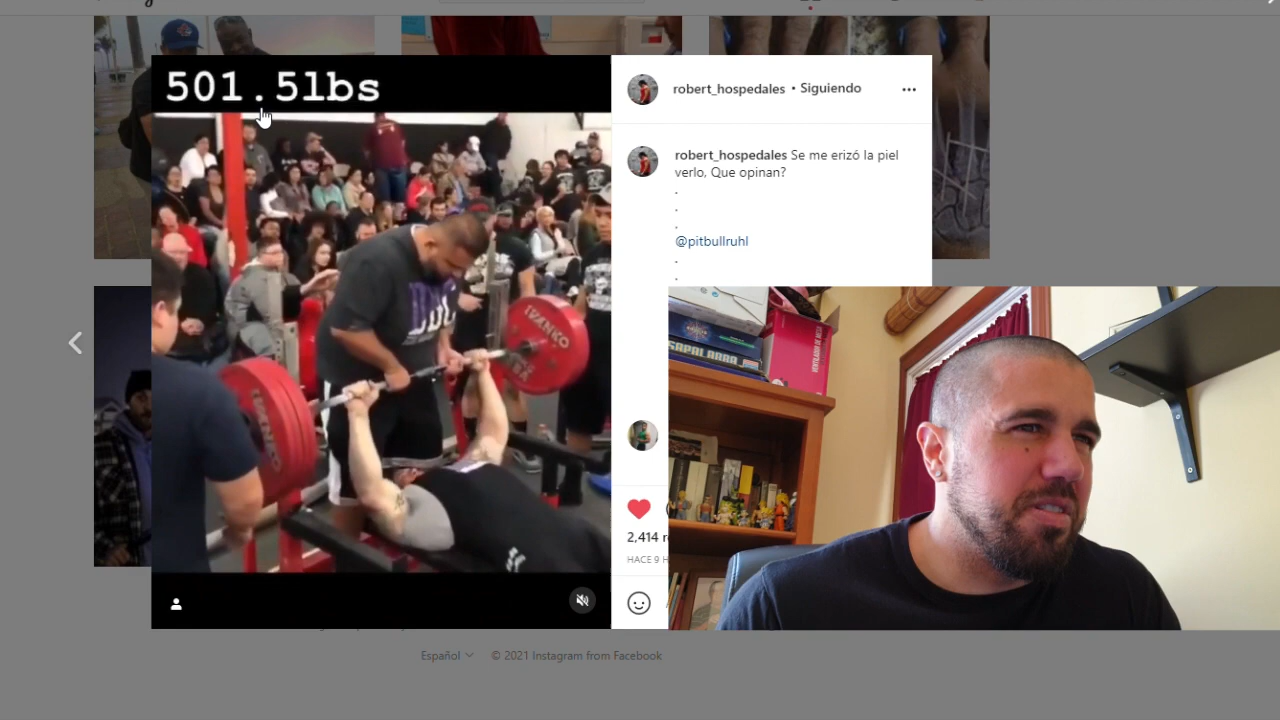 501.5lbs
robert_hospedales • Siguiendo
robert_hospedales Se me erizó la piel
verlo, Que opinan?
.
.
.
@pitbullruhl
.
.
2,414
HACE 9 H
IVANKO
Español
© 2021 Instagram from Facebook